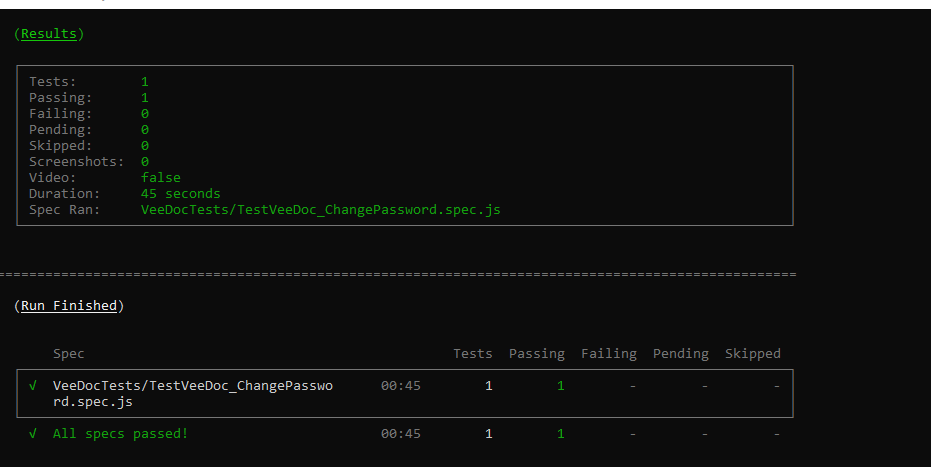 (Results)
Tests: 1
Passing: 1
Failing: 0
Pending: 0
Skipped: 0
Screenshots: 0
Video: false
Duration: 45 seconds
Spec Ran: VeeDocTests/TestVeeDoc_ChangePassword.spec.js
====================================================================================================
(Run Finished)
Spec Tests Passing Failing Pending Skipped
√ VeeDocTests/TestVeeDoc_ChangePasswo 00:45 1 1 - - -
rd.spec.js
√ All specs passed! 00:45 1 1 - - -